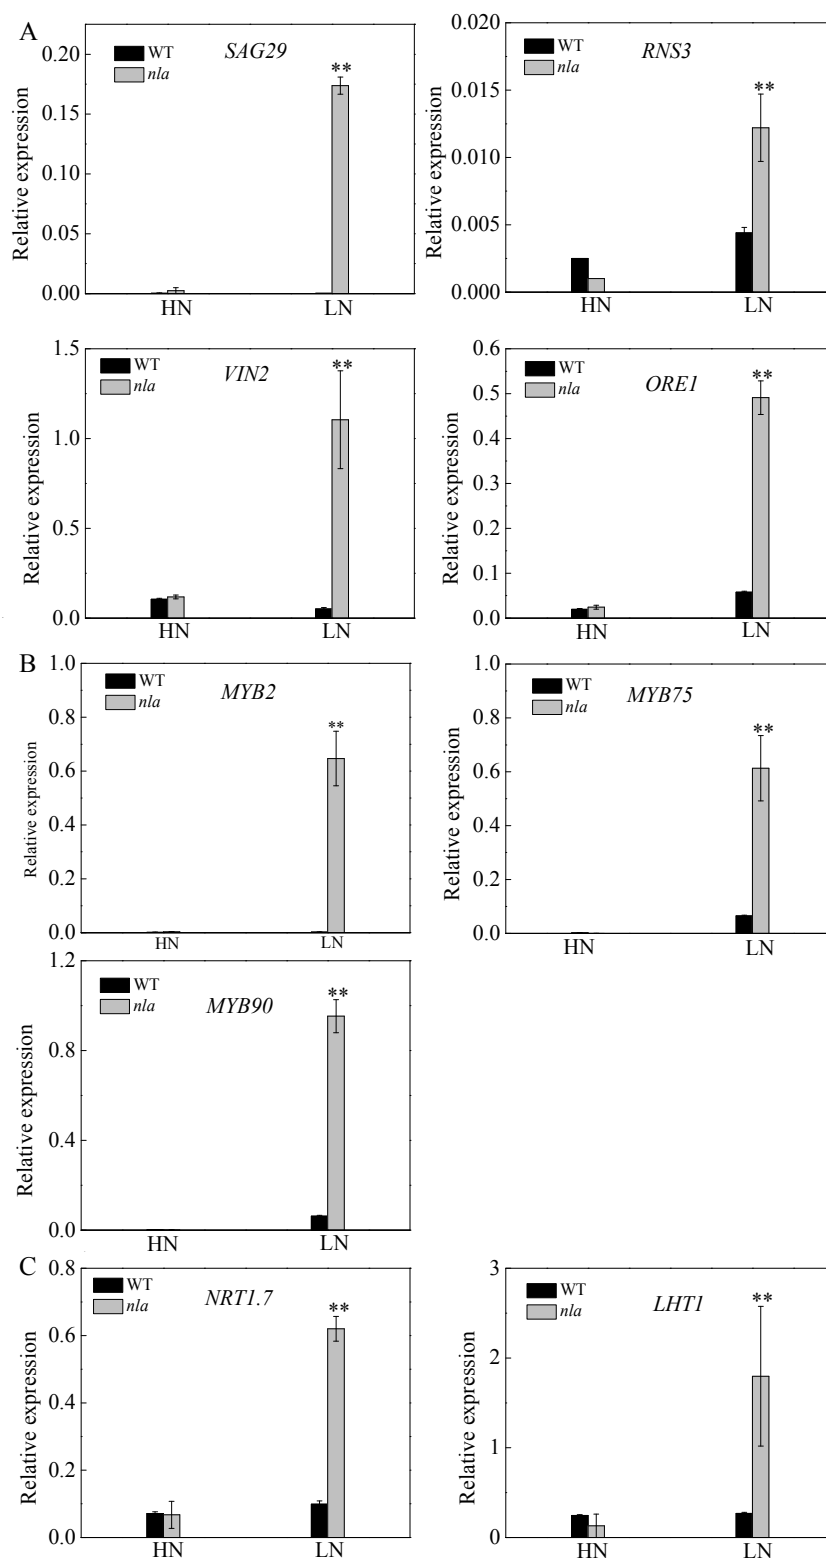 A
WT
nla
SAG29
**
Relative expression
0.20
0.15
0.10
0.05
0.00
HN
LN
WT
nla
RNS3
**
Relative expression
0.020
0.015
0.010
0.005
0.000
HN
LN
WT
nla
VIN2
**
Relative expression
1.5
1.0
0.5
0.0
HN
LN
WT
nla
ORE1
**
Relative expression
0.6
0.5
0.4
0.3
0.2
0.1
0.0
HN
LN
B
WT
nla
MYB2
**
Relative expression
1.0
0.8
0.6
0.4
0.2
0.0
HN
LN
WT
nla
MYB75
**
Relative expression
1.0
0.8
0.6
0.4
0.2
0.0
HN
LN
WT
nla
MYB90
**
Relative expression
1.2
0.8
0.4
0.0
HN
LN
C
WT
nla
NRT1.7
**
Relative expression
0.8
0.6
0.4
0.2
0.0
HN
LN
WT
nla
LHT1
**
Relative expression
3
2
1
0
HN
LN